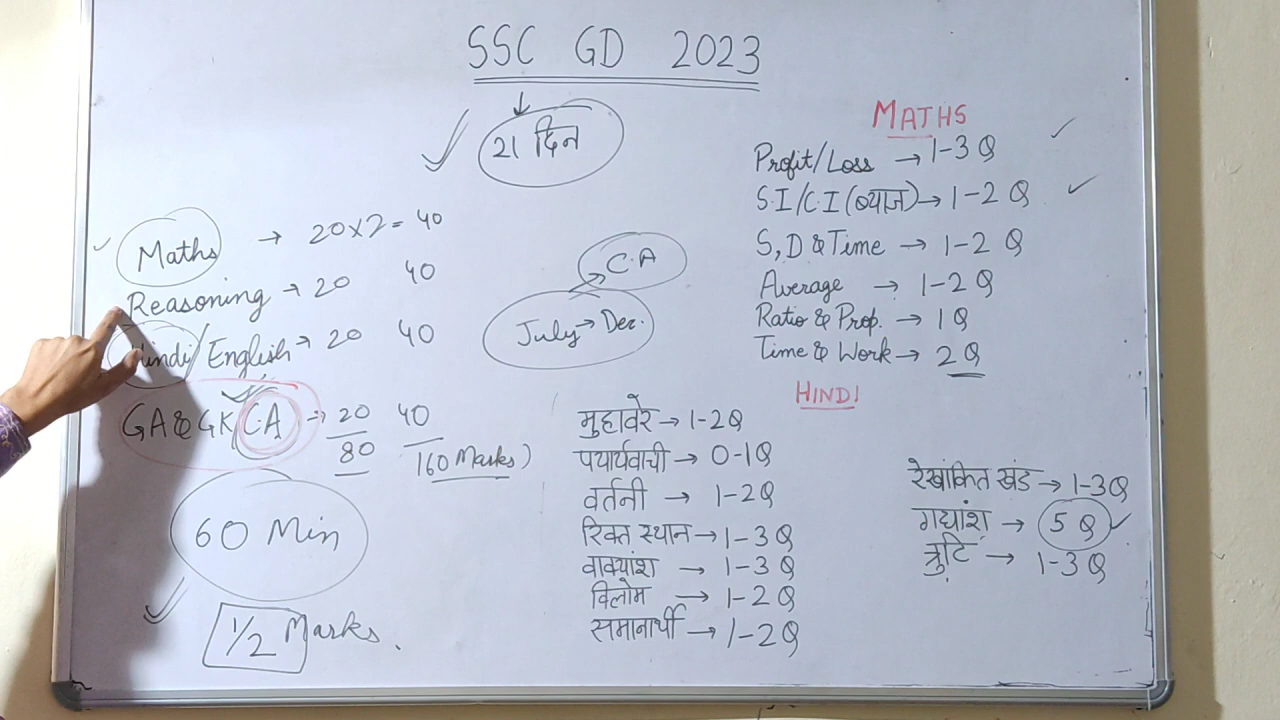 SSC GD 2023
21 दिन
Maths → 20x2= 40
Reasoning → 20 40
Hindi/English → 20 40
GA&GK C.A → 20 40
80 160 Marks)
60 Min
1/2 Marks.
C.A
July → Dec.
MATHS
Profit/Loss → 1-3 Q
S.I/C.I (ब्याज) → 1-2 Q
S, D & Time → 1-2 Q
Average → 1-2 Q
Ratio & Prop. → 1 Q
Time & Work → 2 Q
HINDI
मुहावरे → 1-2 Q
पर्यायवाची → 0-1 Q
वर्तनी → 1-2 Q
रिक्त स्थान → 1-3 Q
वाक्यांश → 1-3 Q
विलोम → 1-2 Q
समानार्थी → 1-2 Q
रेखांकित खंड → 1-3 Q
गद्यांश → 5 Q
त्रुटि → 1-3 Q